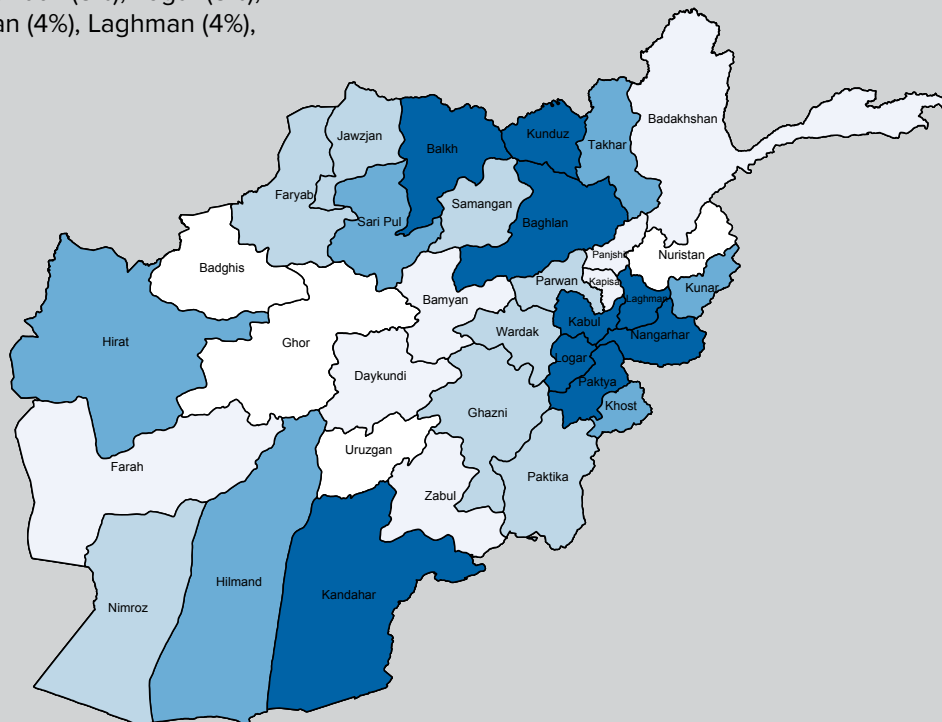 an (4%), Laghman (4%),
Badakhshan
Jawzjan
Balkh
Kunduz
Takhar
Faryab
Samangan
Sari Pul
Baghlan
Panjshi
Nuristan
Badghis
Parwan
Kapisa
Kunar
Bamyan
Laghman
Kabul
Wardak
Nangarhar
Hirat
Ghor
Logar
Daykundi
Paktya
Khost
Ghazni
Uruzgan
Farah
Paktika
Zabul
Hilmand
Kandahar
Nimroz